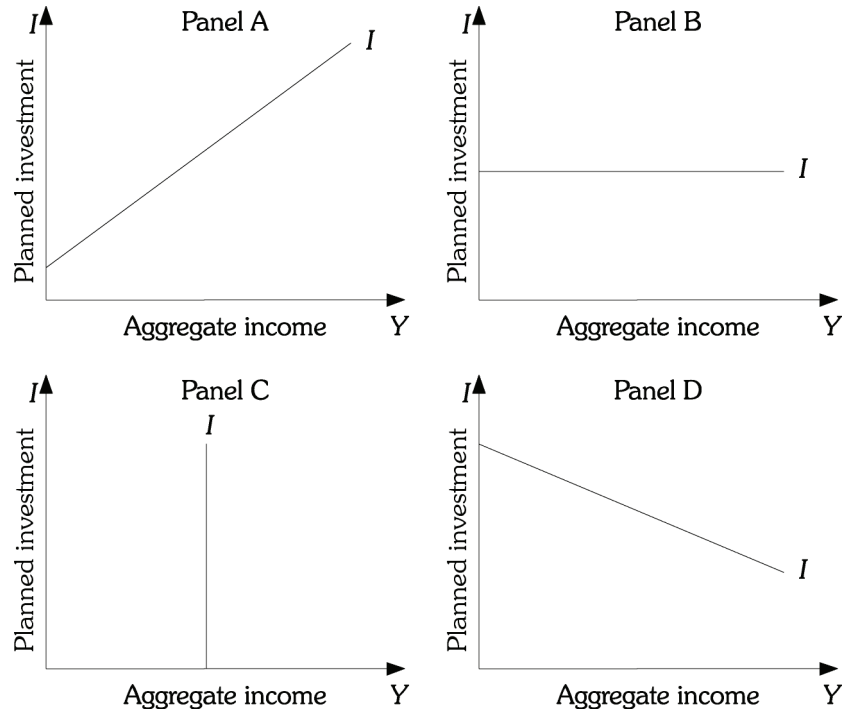 I Panel A
I
Planned investment
Aggregate income Y
I Panel B
I
Planned investment
Aggregate income Y
I Panel C
I
Planned investment
Aggregate income Y
I Panel D
Planned investment
I
Aggregate income Y